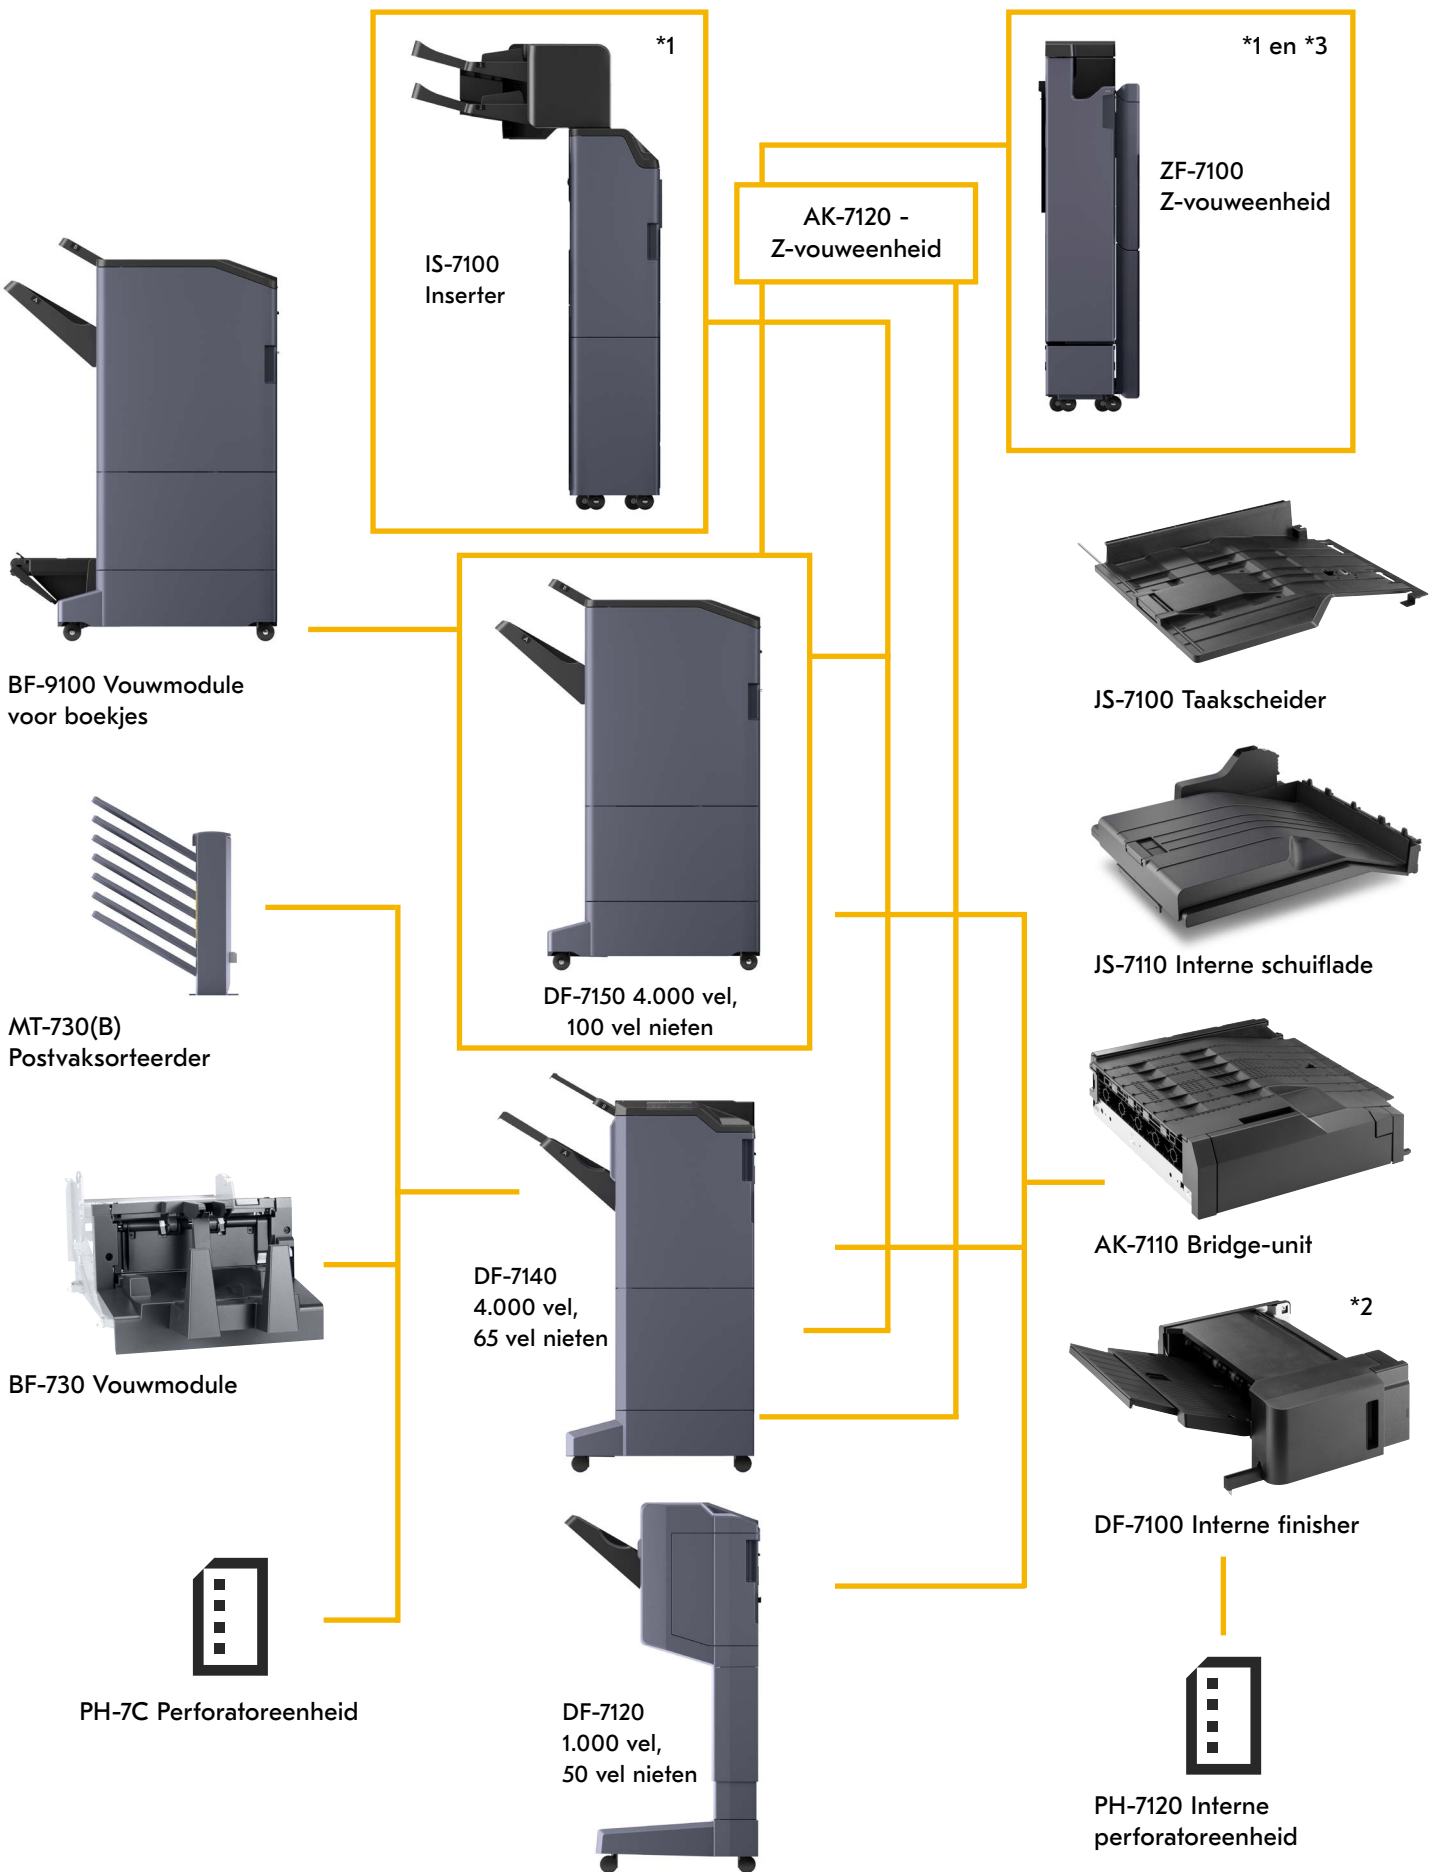 *1
*1 en *3
ZF-7100
Z-vouweenheid
AK-7120 -
Z-vouweenheid
IS-7100
Inserter
BF-9100 Vouwmodule
voor boekjes
JS-7100 Taakscheider
JS-7110 Interne schuiflade
DF-7150 4.000 vel,
100 vel nieten
MT-730(B)
Postvaksorteerder
AK-7110 Bridge-unit
DF-7140
4.000 vel,
65 vel nieten
*2
BF-730 Vouwmodule
DF-7100 Interne finisher
PH-7C Perforatoreenheid
DF-7120
1.000 vel,
50 vel nieten
PH-7120 Interne
perforatoreenheid